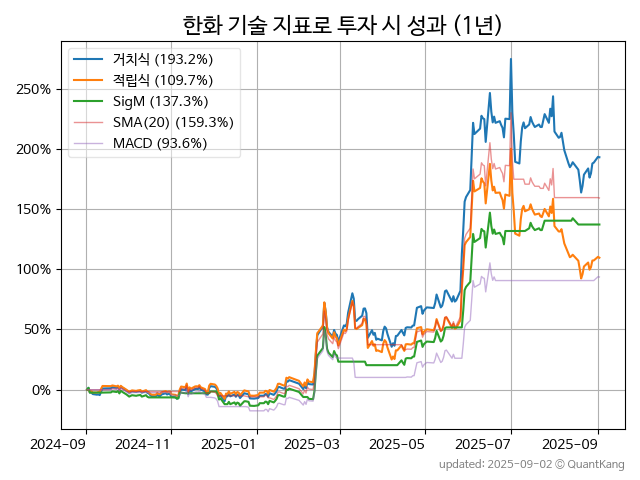 한화 기술 지표로 투자 시 성과 (1년)
거치식 (193.2%)
적립식 (109.7%)
SigM (137.3%)
SMA(20) (159.3%)
MACD (93.6%)
250%
200%
150%
100%
50%
0%
2024-09 2024-11 2025-01 2025-03 2025-05 2025-07 2025-09
updated: 2025-09-02 © QuantKang